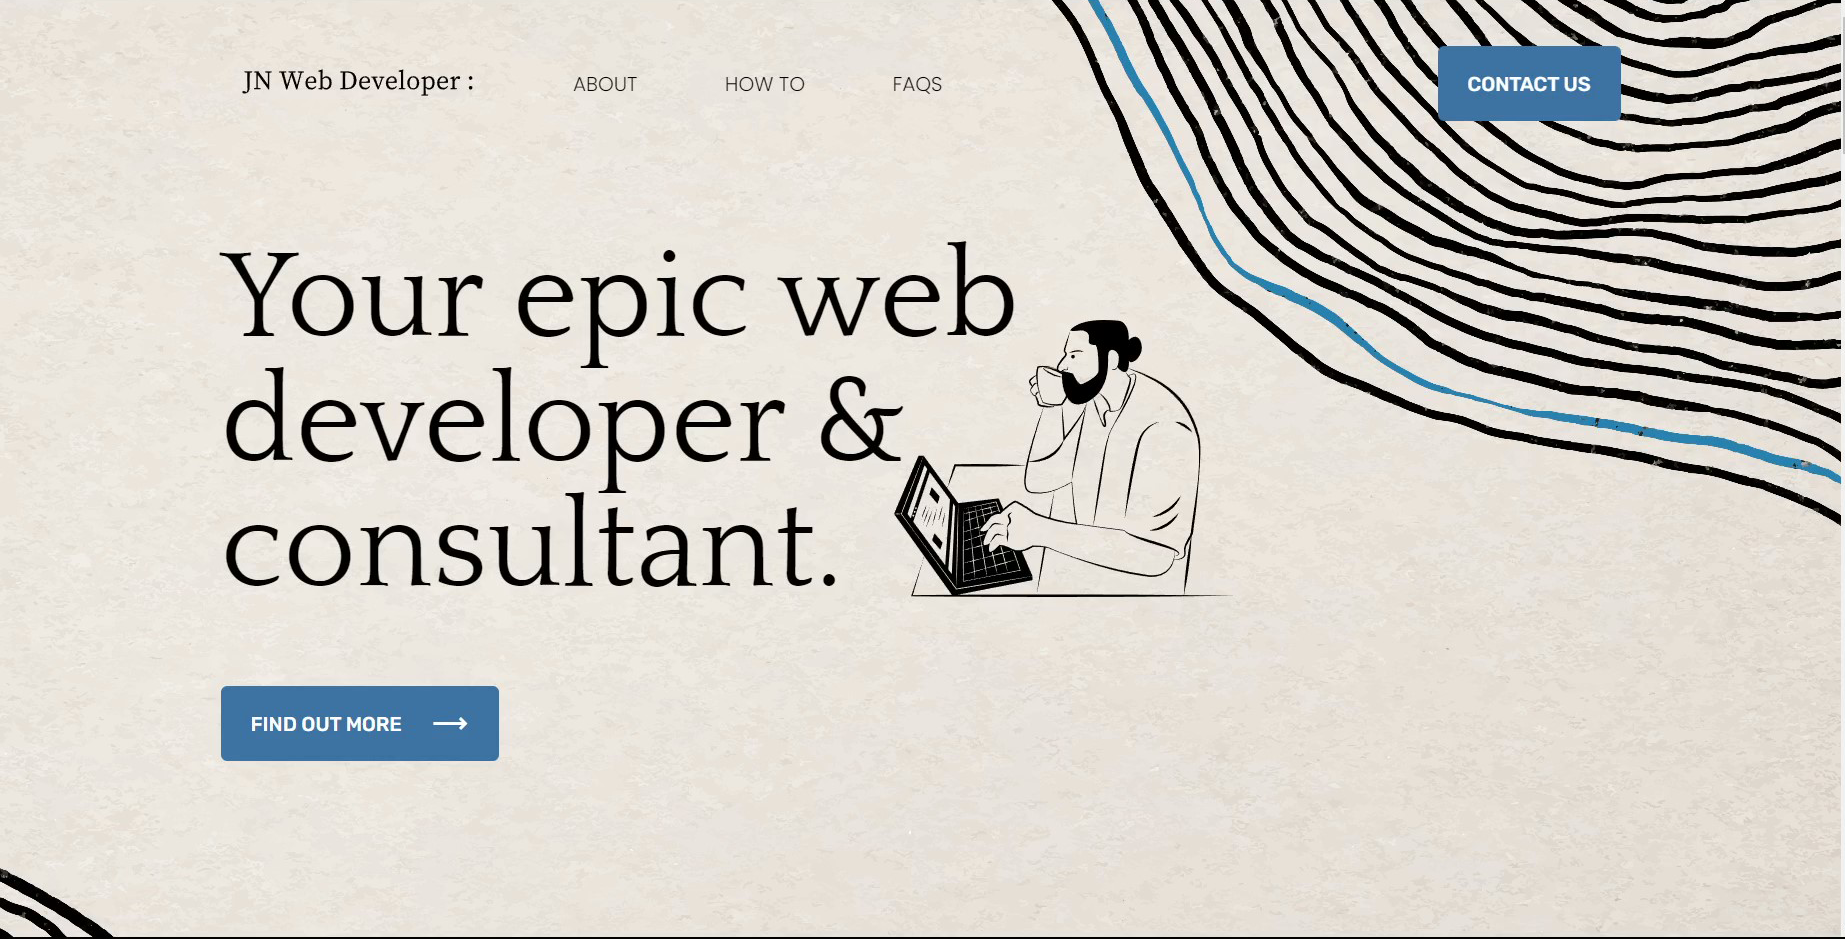 JN Web Developer :
ABOUT
HOW TO
FAQS
CONTACT US
Your epic web
developer &
consultant.
FIND OUT MORE